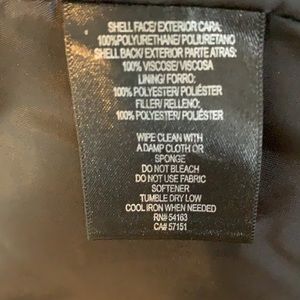 SHELL FACE/ EXTERIOR CARA:
100%POLYURETHANE/ POLIURETANO
SHELL BACK/ EXTERIOR PARTE ATRAS:
100% VISCOSE/ VISCOSA
LINING/ FORRO:
100% POLYESTER/ POLIÉSTER
FILLER/ RELLENO:
100% POLYESTER/ POLIÉSTER
WIPE CLEAN WITH
A DAMP CLOTH OR
SPONGE
DO NOT BLEACH
DO NOT USE FABRIC
SOFTENER
TUMBLE DRY LOW
COOL IRON WHEN NEEDED
RN# 54163
CA# 57151